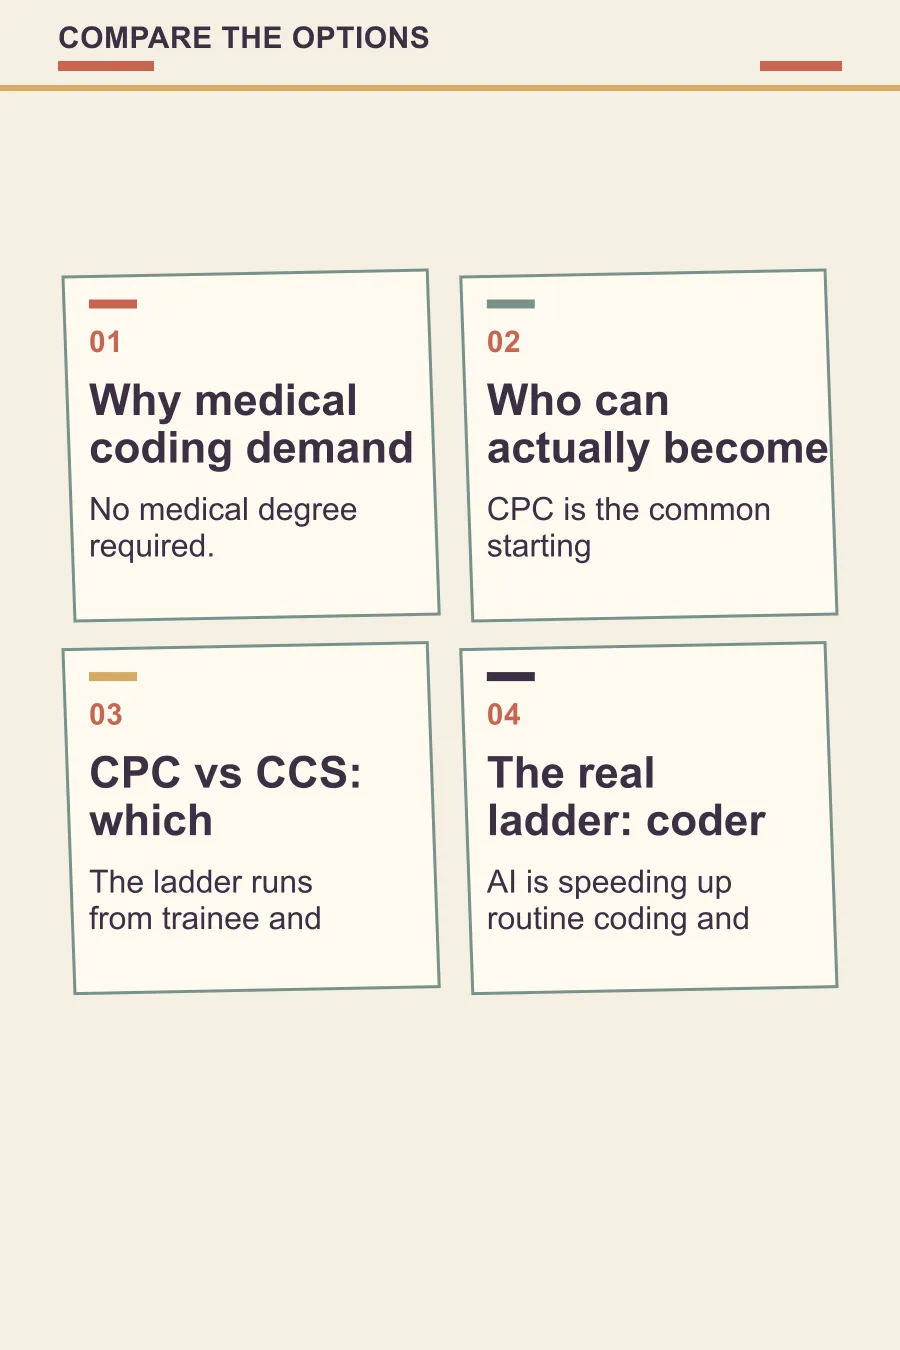 COMPARE THE OPTIONS
01
Why medical
coding demand
No medical degree
required.
02
Who can
actually become
CPC is the common
starting
03
CPC vs CCS:
which
The ladder runs
from trainee and
04
The real
ladder: coder
AI is speeding up
routine coding and